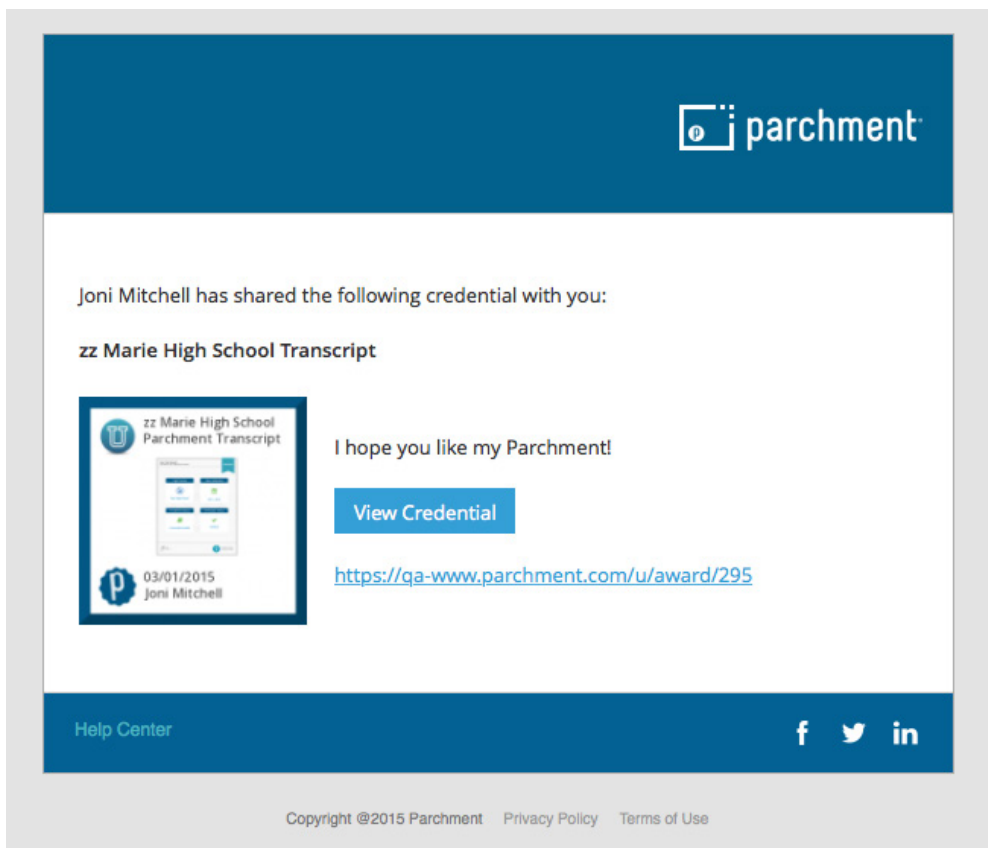 parchment
Joni Mitchell has shared the following credential with you:
zz Marie High School Transcript
zz Marie High School
Parchment Transcript
03/01/2015
Joni Mitchell
I hope you like my Parchment!
View Credential
https://qa-www.parchment.com/u/award/295
Help Center
Copyright @2015 Parchment Privacy Policy Terms of Use